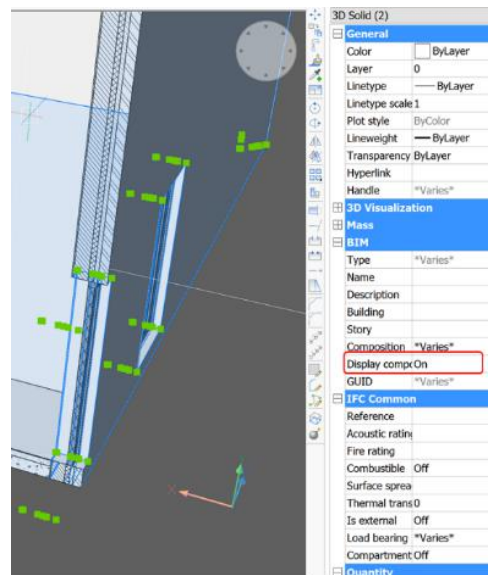 3D Solid (2)
General
Color ByLayer
Layer 0
Linetype ByLayer
Linetype scale 1
Plot style ByColor
Lineweight ByLayer
Transparency ByLayer
Hyperlink
Handle *Varies*
3D Visualization
Mass
BIM
Type *Varies*
Name
Description
Building
Story
Composition *Varies*
Display compo On
GUID *Varies*
IFC Common
Reference
Acoustic rating
Fire rating
Combustible Off
Surface sprea
Thermal trans 0
Is external Off
Load bearing *Varies*
Compartment Off
Quantity